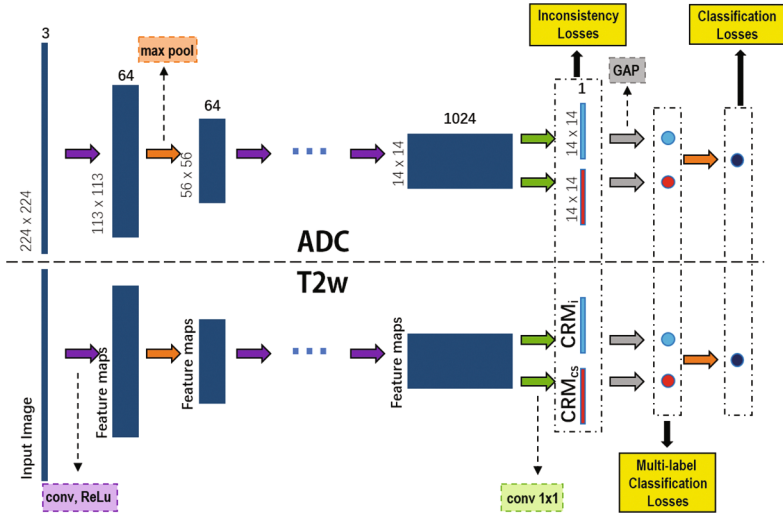 Inconsistency
Losses
Classification
Losses
3
max pool
64
64
GAP
1
1024
224 x 224
113 x 113
56 x 56
14 x 14
14 x 14
14 x 14
ADC
T2w
Input Image
Feature maps
Feature maps
Feature maps
CRMi
CRMcs
conv, ReLu
conv 1x1
Multi-label
Classification
Losses